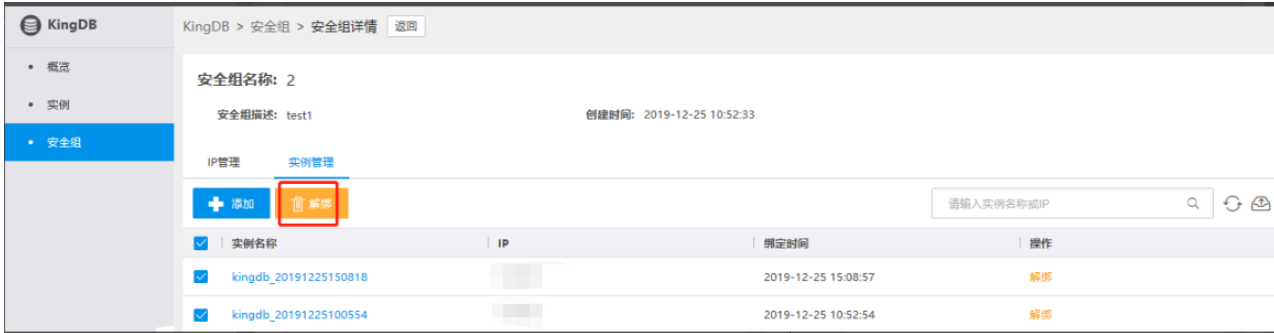 KingDB
KingDB > 安全组 > 安全组详情 返回
概览
实例
安全组
安全组名称: 2
安全组描述: test1 创建时间: 2019-12-25 10:52:33
IP管理 实例管理
添加 解绑 请输入实例名称或IP
实例名称 IP 绑定时间 操作
kingdb_20191225150818 2019-12-25 15:08:57 解绑
kingdb_20191225100554 2019-12-25 10:52:54 解绑